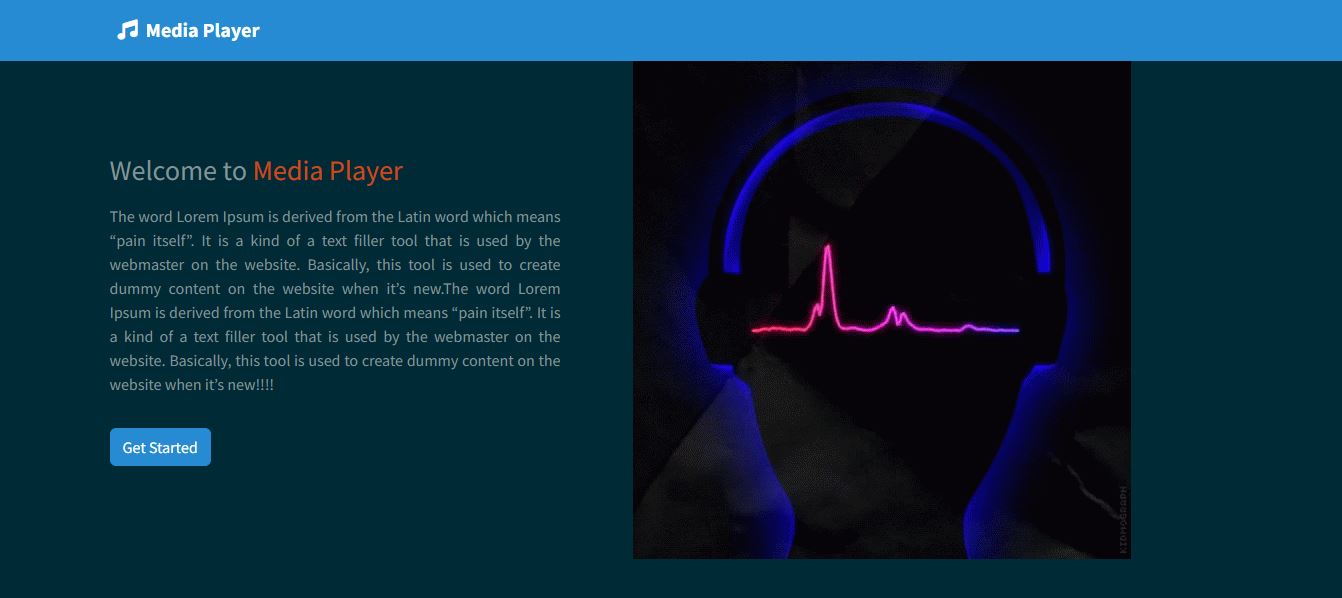 Media Player
Welcome to Media Player
The word Lorem Ipsum is derived from the Latin word which means
“pain itself”. It is a kind of a text filler tool that is used by the
webmaster on the website. Basically, this tool is used to create
dummy content on the website when it’s new.The word Lorem
Ipsum is derived from the Latin word which means “pain itself”. It is
a kind of a text filler tool that is used by the webmaster on the
website. Basically, this tool is used to create dummy content on the
website when it’s new!!!!
Get Started
KIDMOGRAPH